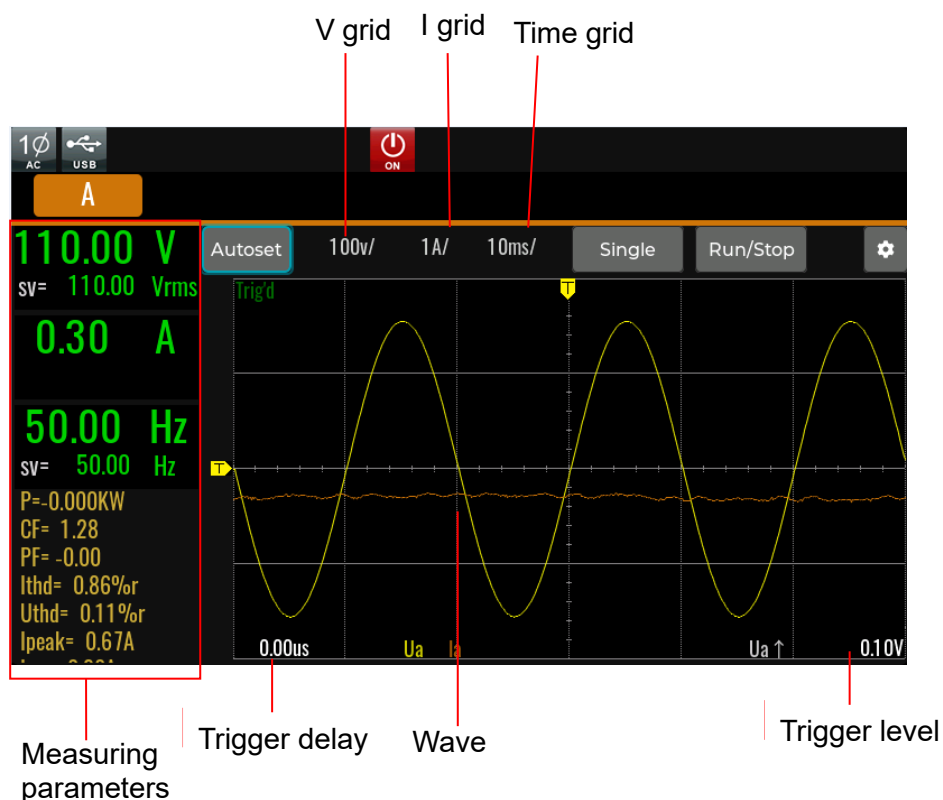 V grid I grid Time grid
1Ø
AC USB ON
A
110.00 V
sv= 110.00 Vrms
0.30 A
50.00 Hz
sv= 50.00 Hz
P=-0.000KW
CF= 1.28
PF= -0.00
Ithd= 0.86%r
Uthd= 0.11%r
Ipeak= 0.67A
Autoset 100v/ 1A/ 10ms/ Single Run/Stop
Trig'd
T
T
0.00us Ua Ia Ua↑ 0.10V
Measuring
parameters
Trigger delay
Wave
Trigger level